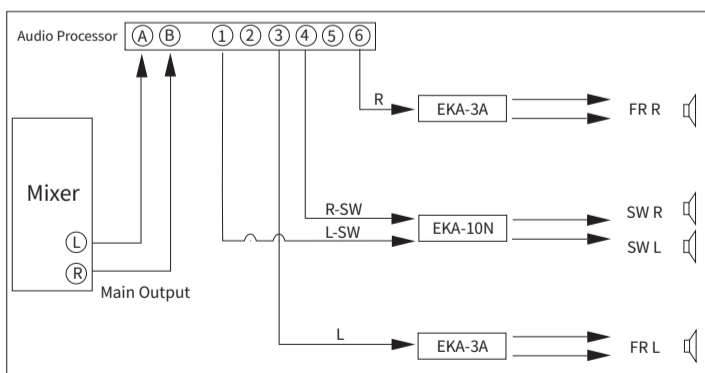 Audio Processor A B 1 2 3 4 5 6
R EKA-3A FR R
Mixer
R-SW SW R
EKA-10N
L-SW SW L
L
R
Main Output
L EKA-3A FR L